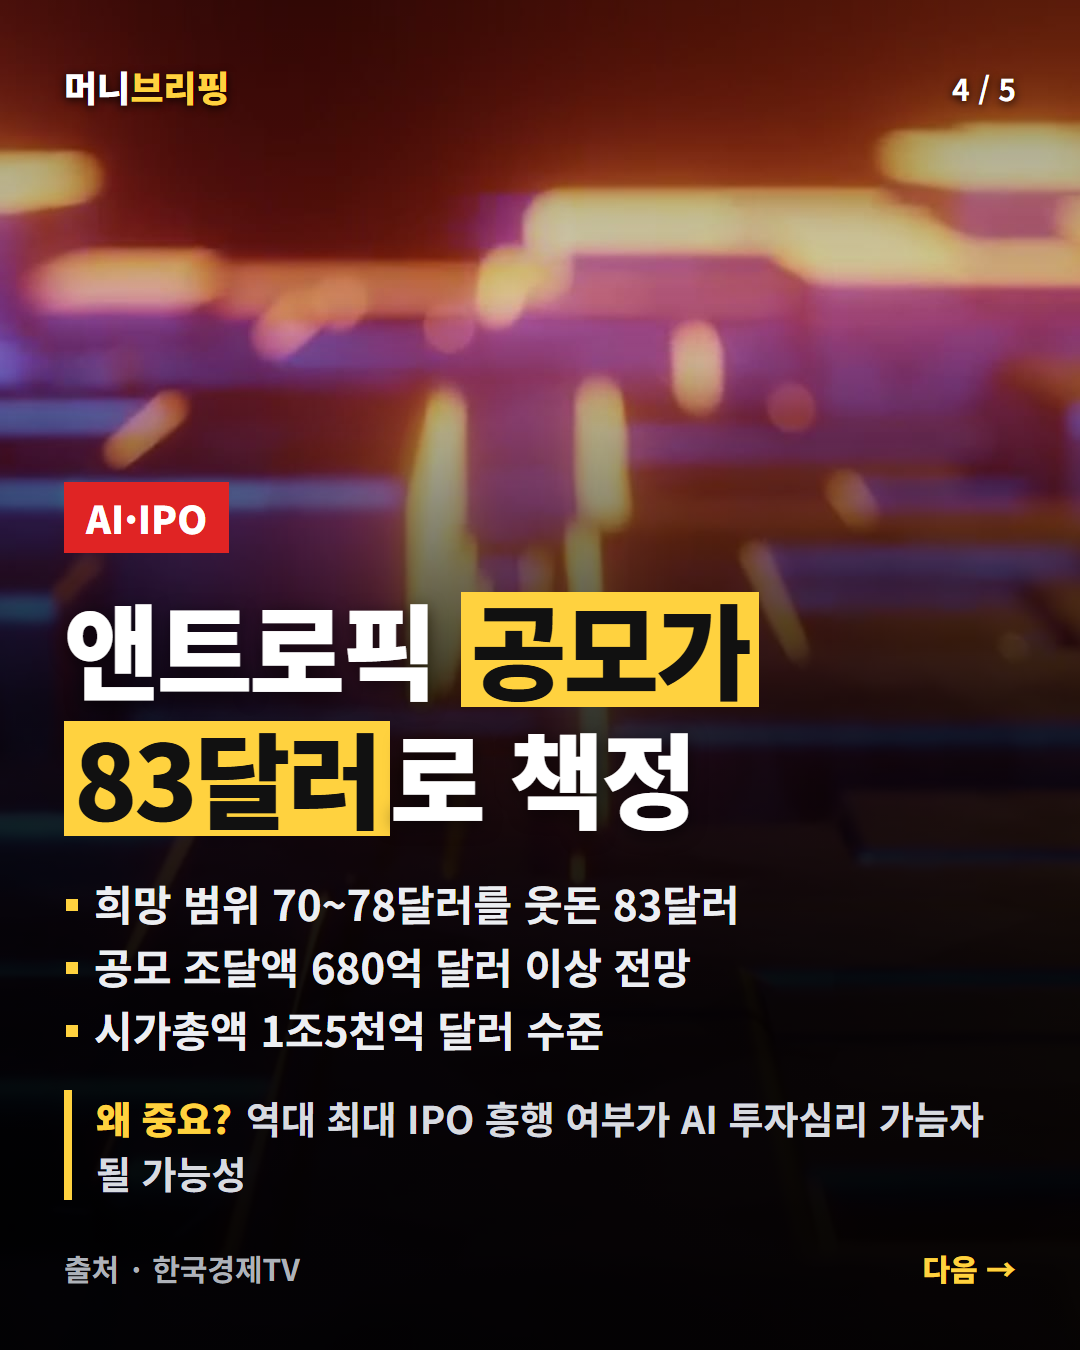 머니브리핑
4 / 5
AI·IPO
앤트로픽 공모가
83달러로 책정
희망 범위 70~78달러를 웃돈 83달러
공모 조달액 680억 달러 이상 전망
시가총액 1조5천억 달러 수준
왜 중요? 역대 최대 IPO 흥행 여부가 AI 투자심리 가늠자
될 가능성
출처 · 한국경제TV
다음 →